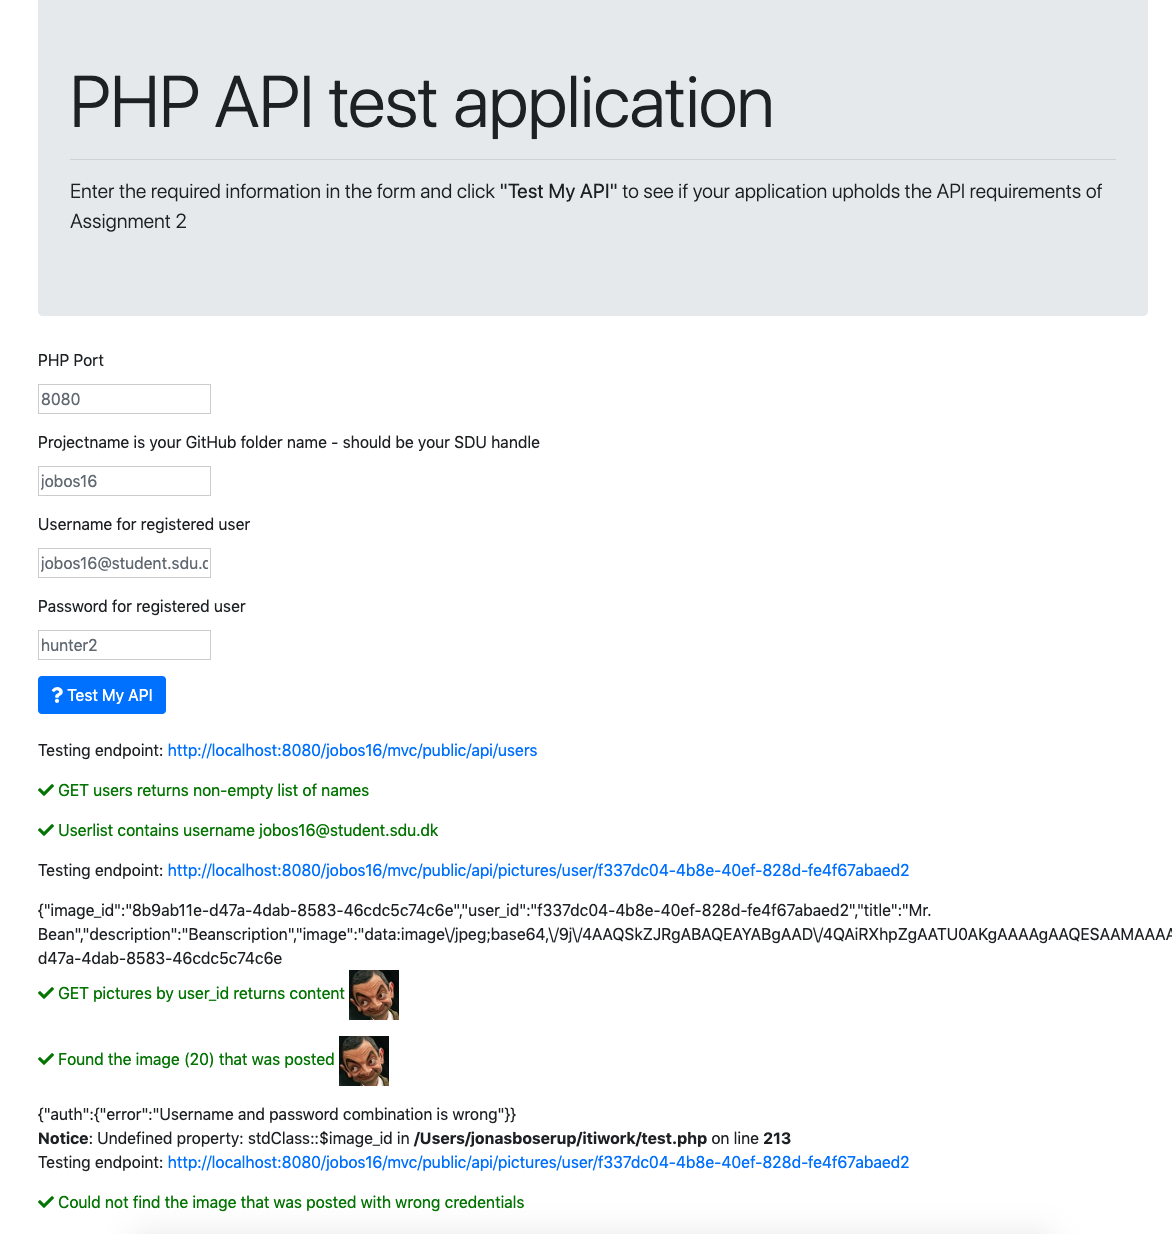 PHP API test application
Enter the required information in the form and click "Test My API" to see if your application upholds the API requirements of
Assignment 2
PHP Port
8080
Projectname is your GitHub folder name - should be your SDU handle
jobos16
Username for registered user
jobos16@student.sdu.c
Password for registered user
hunter2
? Test My API
Testing endpoint: http://localhost:8080/jobos16/mvc/public/api/users
✔ GET users returns non-empty list of names
✔ Userlist contains username jobos16@student.sdu.dk
Testing endpoint: http://localhost:8080/jobos16/mvc/public/api/pictures/user/f337dc04-4b8e-40ef-828d-fe4f67abaed2
{"image_id":"8b9ab11e-d47a-4dab-8583-46cdc5c74c6e","user_id":"f337dc04-4b8e-40ef-828d-fe4f67abaed2","title":"Mr.
Bean","description":"Beanscription","image":"data:image\/jpeg;base64,\/9j\/4AAQSkZJRgABAQEAYABgAAD\/4QAiRXhpZgAATU0AKgAAAAgAAQESAAMAAAA
d47a-4dab-8583-46cdc5c74c6e
✔ GET pictures by user_id returns content
✔ Found the image (20) that was posted
{"auth":{"error":"Username and password combination is wrong"}}
Notice: Undefined property: stdClass::$image_id in /Users/jonasboserup/itiwork/test.php on line 213
Testing endpoint: http://localhost:8080/jobos16/mvc/public/api/pictures/user/f337dc04-4b8e-40ef-828d-fe4f67abaed2
✔ Could not find the image that was posted with wrong credentials